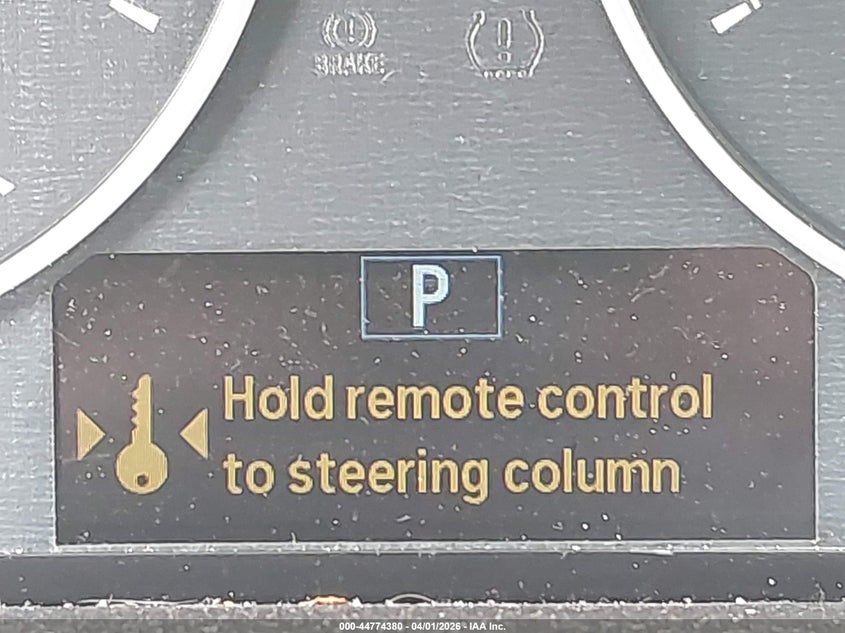 BRAKE
P
Hold remote control
to steering column
000-44774380 - 04/01/2026 - IAA Inc.